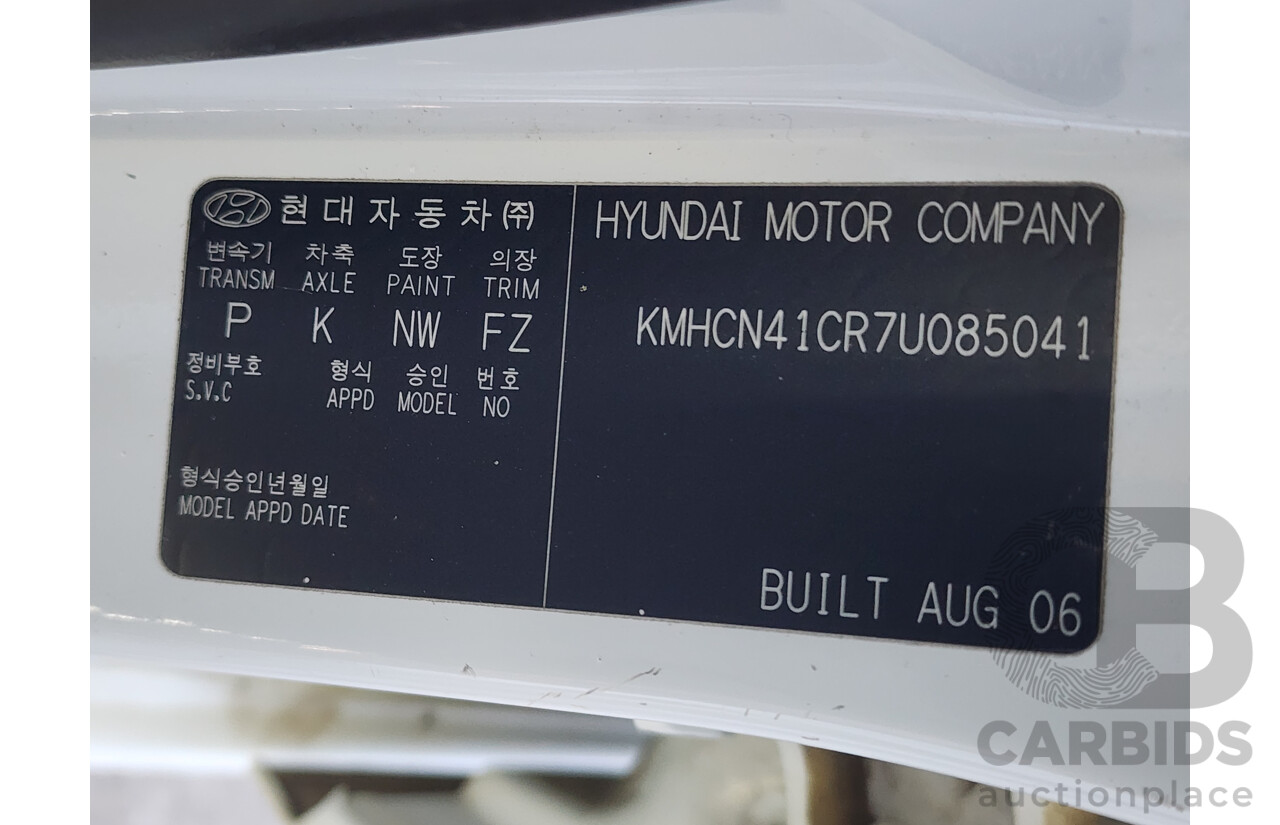 현대자동차㈜
변속기 차축 도장 의장
TRANSM AXLE PAINT TRIM
P K NW FZ
정비부호 형식 승인 번호
S.V.C APPD MODEL NO
형식승인년월일
MODEL APPD DATE
HYUNDAI MOTOR COMPANY
KMHCN41CR7U085041
BUILT AUG 06
CARBIDS
auctionplace